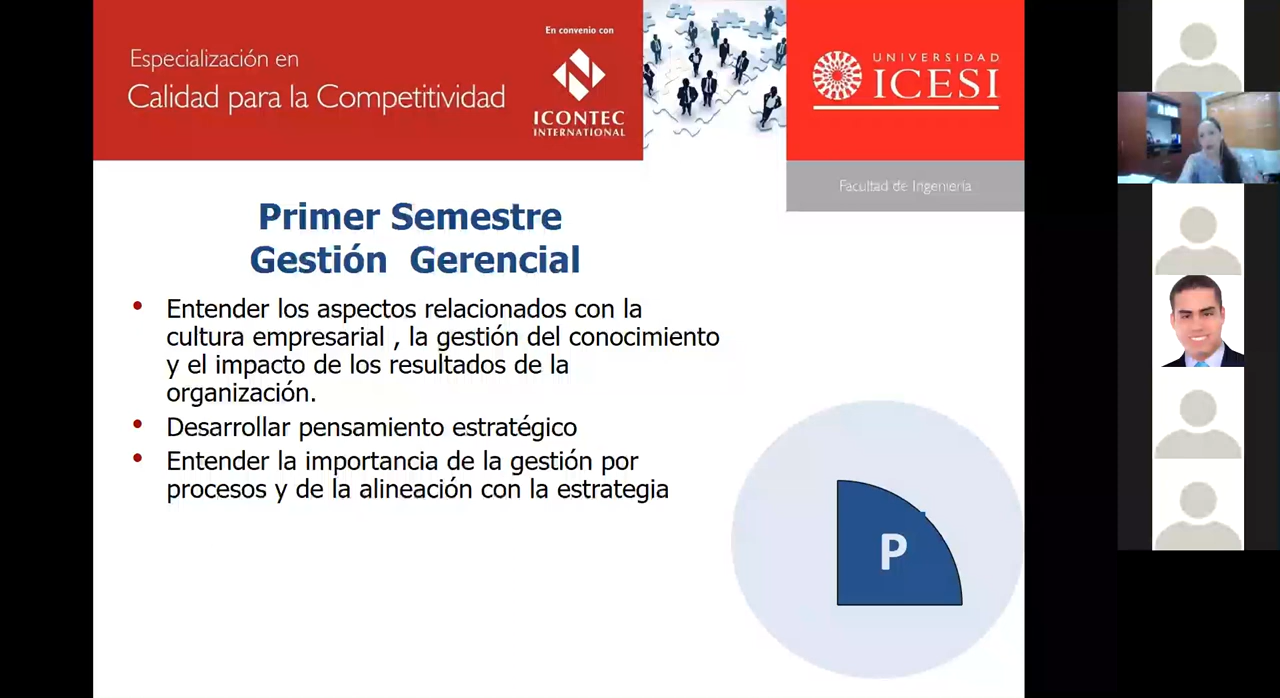 Especialización en
Calidad para la Competitividad
En convenio con
ICONTEC
INTERNATIONAL
UNIVERSIDAD
ICESI
Facultad de Ingeniería
Primer Semestre
Gestión Gerencial
• Entender los aspectos relacionados con la
cultura empresarial , la gestión del conocimiento
y el impacto de los resultados de la
organización.
• Desarrollar pensamiento estratégico
• Entender la importancia de la gestión por
procesos y de la alineación con la estrategia
P